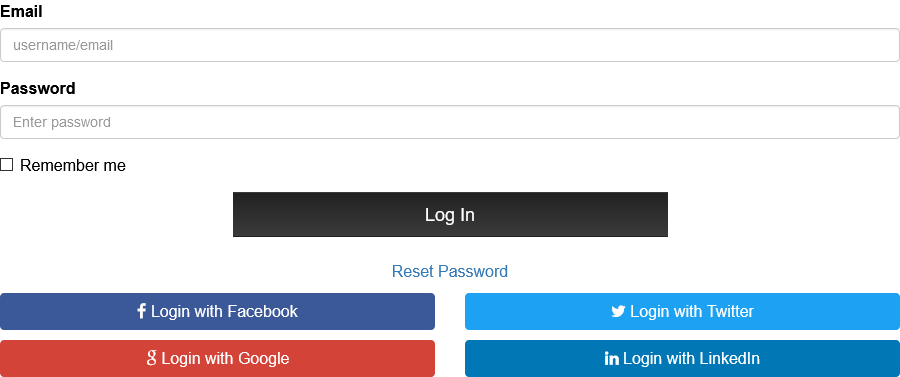 Email
username/email
Password
Enter password
Remember me
Log In
Reset Password
Login with Facebook
Login with Twitter
Login with Google
Login with LinkedIn